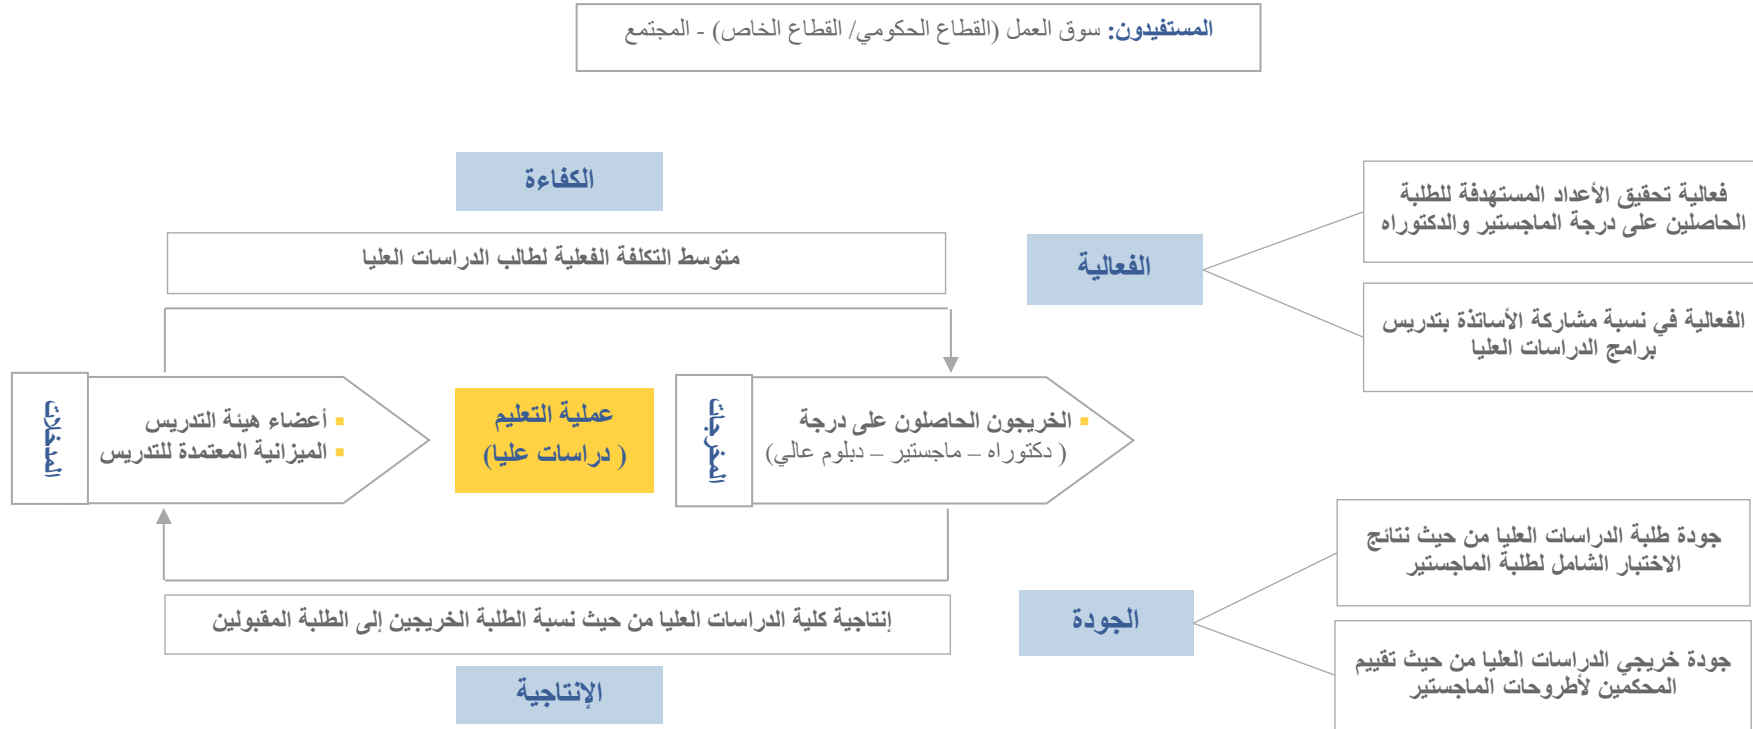 المستفيدون: سوق العمل (القطاع الحكومي/ القطاع الخاص) - المجتمع
الكفاءة
متوسط التكلفة الفعلية لطالب الدراسات العليا
الفعالية
فعالية تحقيق الأعداد المستهدفة للطلبة
الحاصلين على درجة الماجستير والدكتوراه
الفعالية في نسبة مشاركة الأساتذة بتدريس
برامج الدراسات العليا
المدخلات
▪ أعضاء هيئة التدريس
▪ الميزانية المعتمدة للتدريس
عملية التعليم
( دراسات عليا)
المخرجات
▪ الخريجون الحاصلون على درجة
( دكتوراه – ماجستير – دبلوم عالي)
إنتاجية كلية الدراسات العليا من حيث نسبة الطلبة الخريجين إلى الطلبة المقبولين
الإنتاجية
الجودة
جودة طلبة الدراسات العليا من حيث نتائج
الاختبار الشامل لطلبة الماجستير
جودة خريجي الدراسات العليا من حيث تقييم
المحكمين لأطروحات الماجستير